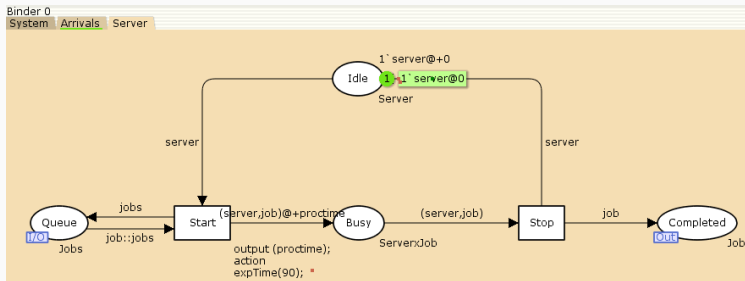 Binder 0
System Arrivals Server
1`server@+0
Idle 1 1`server@0
Server
server server
jobs (server,job)@+proctime (server,job) job
Queue Start Busy Stop Completed
I/O job::jobs Out
Jobs ServerxJob Job
output (proctime);
action
expTime(90);